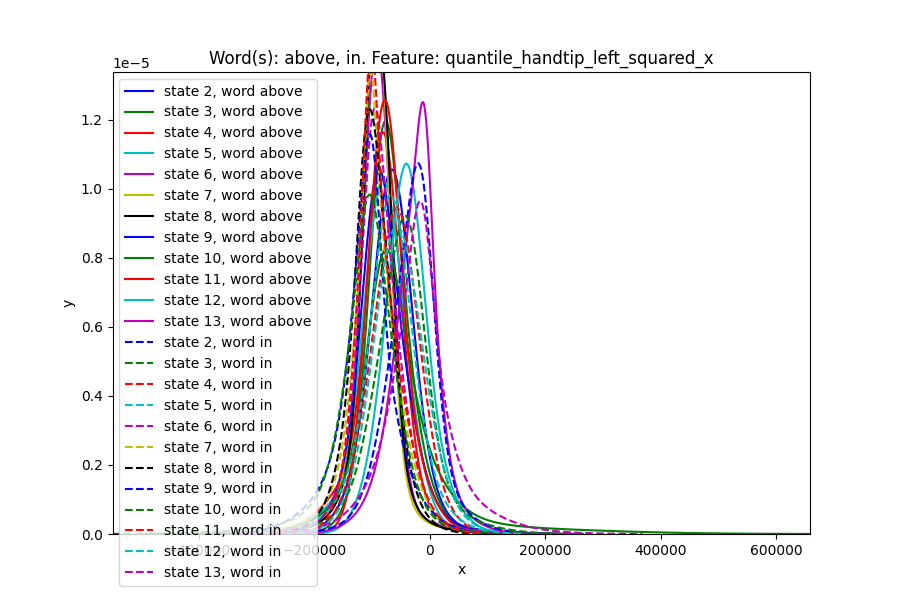 Word(s): above, in. Feature: quantile_handtip_left_squared_x
1e−5
1.2
1.0
0.8
0.6
0.4
0.2
0.0
y
state 2, word above
state 3, word above
state 4, word above
state 5, word above
state 6, word above
state 7, word above
state 8, word above
state 9, word above
state 10, word above
state 11, word above
state 12, word above
state 13, word above
state 2, word in
state 3, word in
state 4, word in
state 5, word in
state 6, word in
state 7, word in
state 8, word in
state 9, word in
state 10, word in
state 11, word in
state 12, word in
state 13, word in
−200000 0 200000 400000 600000
x